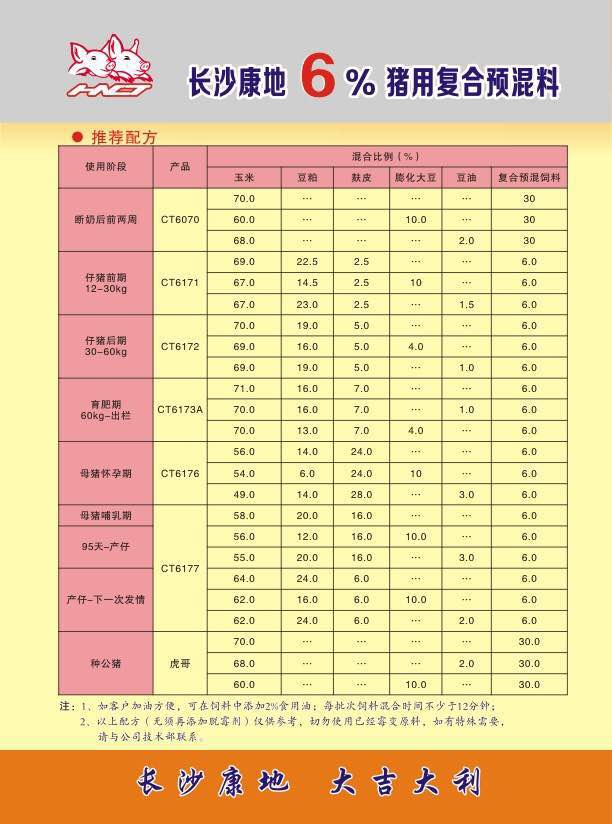 HNCD
长沙康地 6 % 猪用复合预混料
● 推荐配方
使用阶段 产品 混合比例(%)
玉米 豆粕 麸皮 膨化大豆 豆油 复合预混饲料
断奶后前两周 CT6070
70.0 … … … … 30
60.0 … … 10.0 … 30
68.0 … … … 2.0 30
仔猪前期
12-30kg CT6171
69.0 22.5 2.5 … … 6.0
67.0 14.5 2.5 10 … 6.0
67.0 23.0 2.5 … 1.5 6.0
仔猪后期
30-60kg CT6172
70.0 19.0 5.0 … … 6.0
69.0 16.0 5.0 4.0 … 6.0
69.0 19.0 5.0 … 1.0 6.0
育肥期
60kg-出栏 CT6173A
71.0 16.0 7.0 … … 6.0
70.0 16.0 7.0 … 1.0 6.0
70.0 13.0 7.0 4.0 … 6.0
母猪怀孕期 CT6176
56.0 14.0 24.0 … … 6.0
54.0 6.0 24.0 10 … 6.0
49.0 14.0 28.0 … 3.0 6.0
母猪哺乳期 CT6177
58.0 20.0 16.0 … … 6.0
95天-产仔
56.0 12.0 16.0 10.0 … 6.0
55.0 20.0 16.0 … 3.0 6.0
产仔-下一次发情
64.0 24.0 6.0 … … 6.0
62.0 16.0 6.0 10.0 … 6.0
62.0 24.0 6.0 … 2.0 6.0
种公猪 虎哥
70.0 … … … … 30.0
68.0 … … … 2.0 30.0
60.0 … … 10.0 … 30.0
注：1、如客户加油方便，可在饲料中添加2%食用油；每批次饲料混合时间不少于12分钟；
2、以上配方（无须再添加脱霉剂）仅供参考，切勿使用已经霉变原料，如有特殊需要，
请与公司技术部联系。
长沙康地 大吉大利